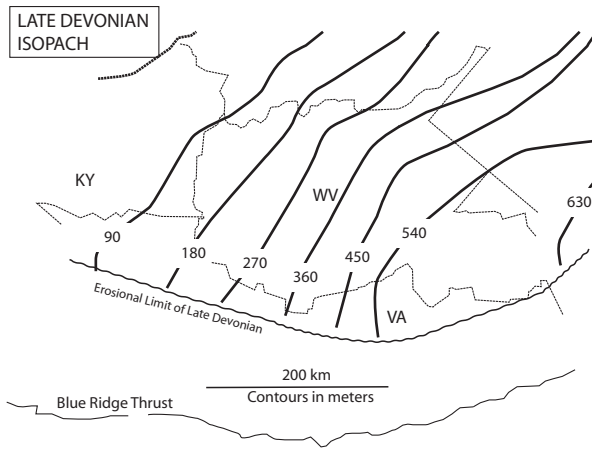 LATE DEVONIAN
ISOPACH
KY
WV
630
90
180
540
450
270
360
Erosional Limit of Late Devonian
VA
200 km
Contours in meters
Blue Ridge Thrust